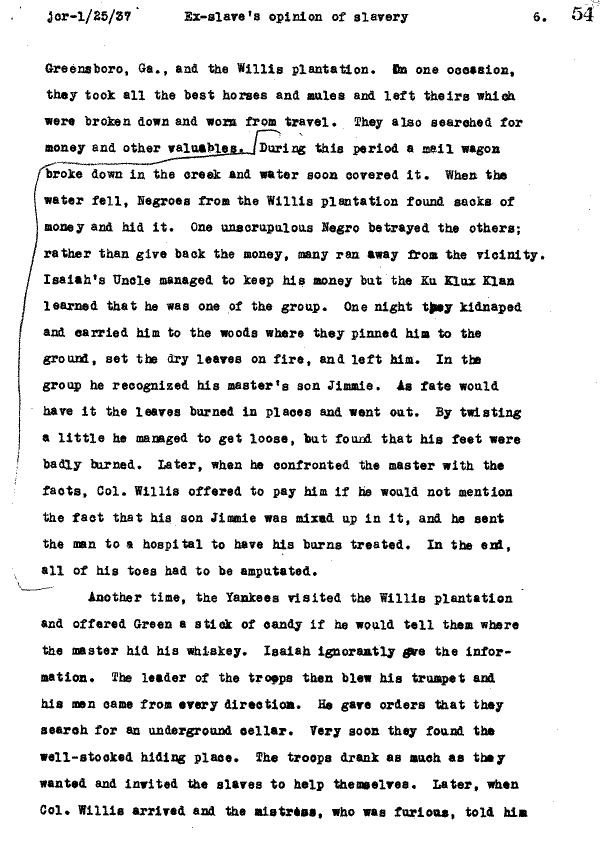 jcr-1/25/37 Ex-slave's opinion of slavery 6. 54
Greensboro, Ga., and the Willis plantation. On one occasion,
they took all the best horses and mules and left theirs which
were broken down and worn from travel. They also searched for
money and other valuables. During this period a mail wagon
broke down in the creek and water soon covered it. When the
water fell, Negroes from the Willis plantation found sacks of
money and hid it. One unscrupulous Negro betrayed the others;
rather than give back the money, many ran away from the vicinity.
Isaiah's Uncle managed to keep his money but the Ku Klux Klan
learned that he was one of the group. One night they kidnaped
and carried him to the woods where they pinned him to the
ground, set the dry leaves on fire, and left him. In the
group he recognized his master's son Jimmie. As fate would
have it the leaves burned in places and went out. By twisting
a little he managed to get loose, but found that his feet were
badly burned. Later, when he confronted the master with the
facts, Col. Willis offered to pay him if he would not mention
the fact that his son Jimmie was mixed up in it, and he sent
the man to a hospital to have his burns treated. In the end,
all of his toes had to be amputated.
Another time, the Yankees visited the Willis plantation
and offered Green a stick of candy if he would tell them where
the master hid his whiskey. Isaiah ignorantly gave the infor-
mation. The leader of the troops then blew his trumpet and
his men came from every direction. He gave orders that they
search for an underground cellar. Very soon they found the
well-stocked hiding place. The troops drank as much as they
wanted and invited the slaves to help themselves. Later, when
Col. Willis arrived and the mistress, who was furious, told him